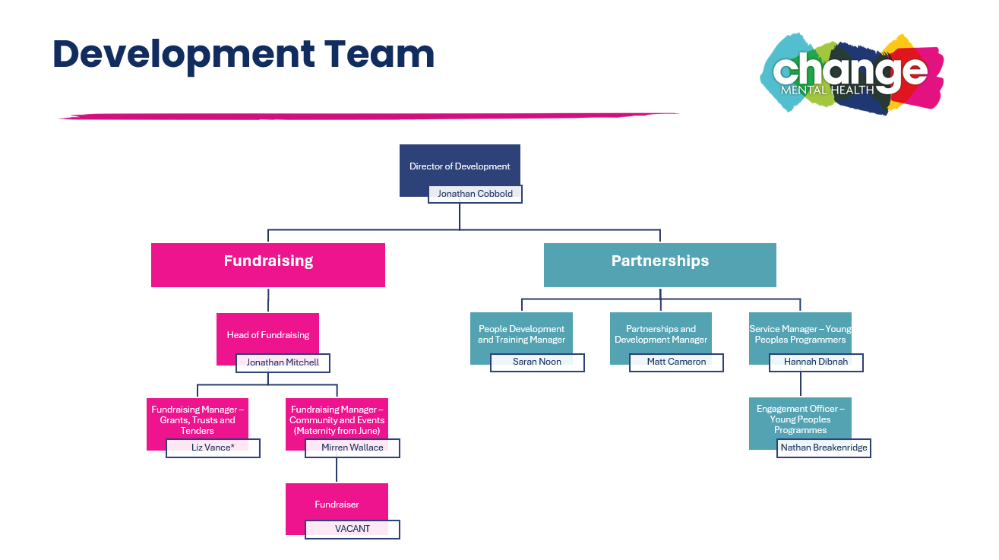 Development Team
change
MENTAL HEALTH
Director of Development
Jonathan Cobbold
Fundraising
Partnerships
Head of Fundraising
Jonathan Mitchell
People Development
and Training Manager
Saran Noon
Partnerships and
Development Manager
Matt Cameron
Service Manager – Young
Peoples Programmers
Hannah Dibnah
Fundraising Manager –
Grants, Trusts and
Tenders
Liz Vance*
Fundraising Manager –
Community and Events
(Maternity from June)
Mirren Wallace
Engagement Officer –
Young Peoples
Programmes
Nathan Breakenridge
Fundraiser
VACANT